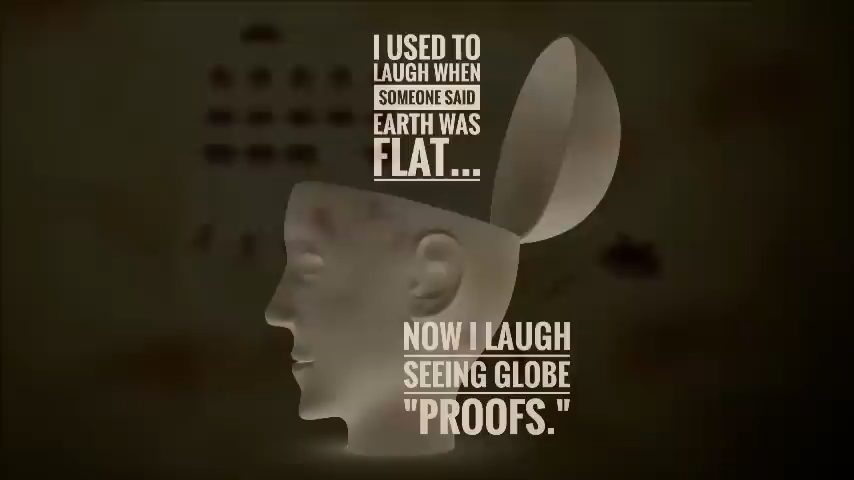 I USED TO
LAUGH WHEN
SOMEONE SAID
EARTH WAS
FLAT...
NOW I LAUGH
SEEING GLOBE
"PROOFS."